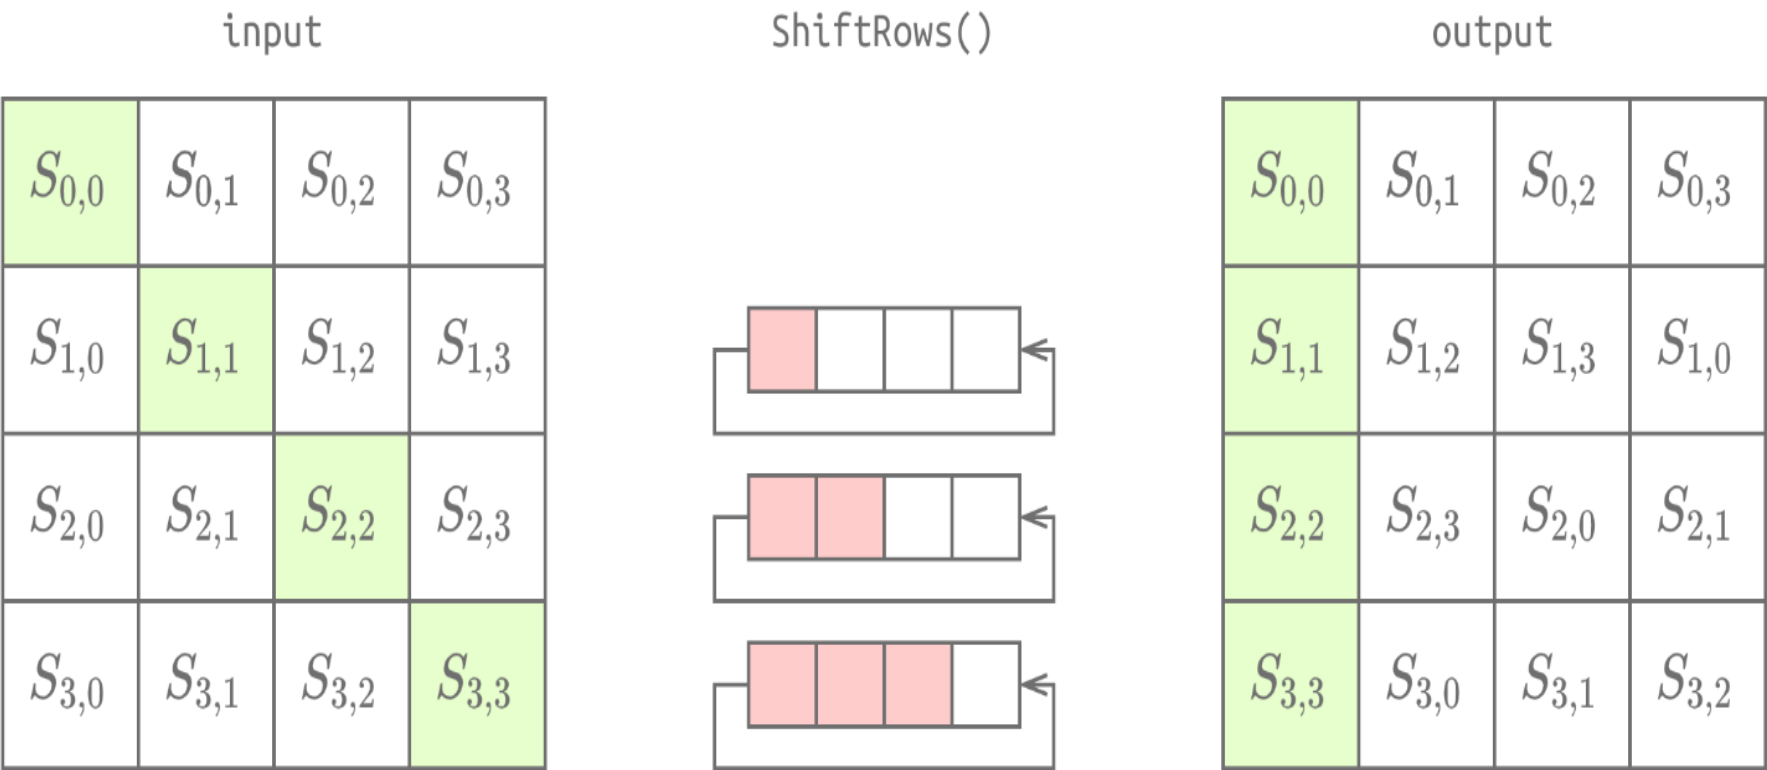 input ShiftRows() output
S0,0 S0,1 S0,2 S0,3 S0,0 S0,1 S0,2 S0,3
S1,0 S1,1 S1,2 S1,3 S1,1 S1,2 S1,3 S1,0
S2,0 S2,1 S2,2 S2,3 S2,2 S2,3 S2,0 S2,1
S3,0 S3,1 S3,2 S3,3 S3,3 S3,0 S3,1 S3,2